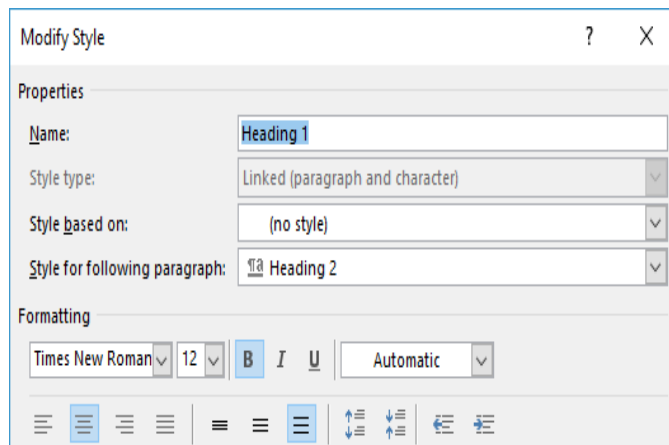 Modify Style ? X
Properties
Name: Heading 1
Style type: Linked (paragraph and character)
Style based on: (no style)
Style for following paragraph: ¶a Heading 2
Formatting
Times New Roman 12 B I U Automatic